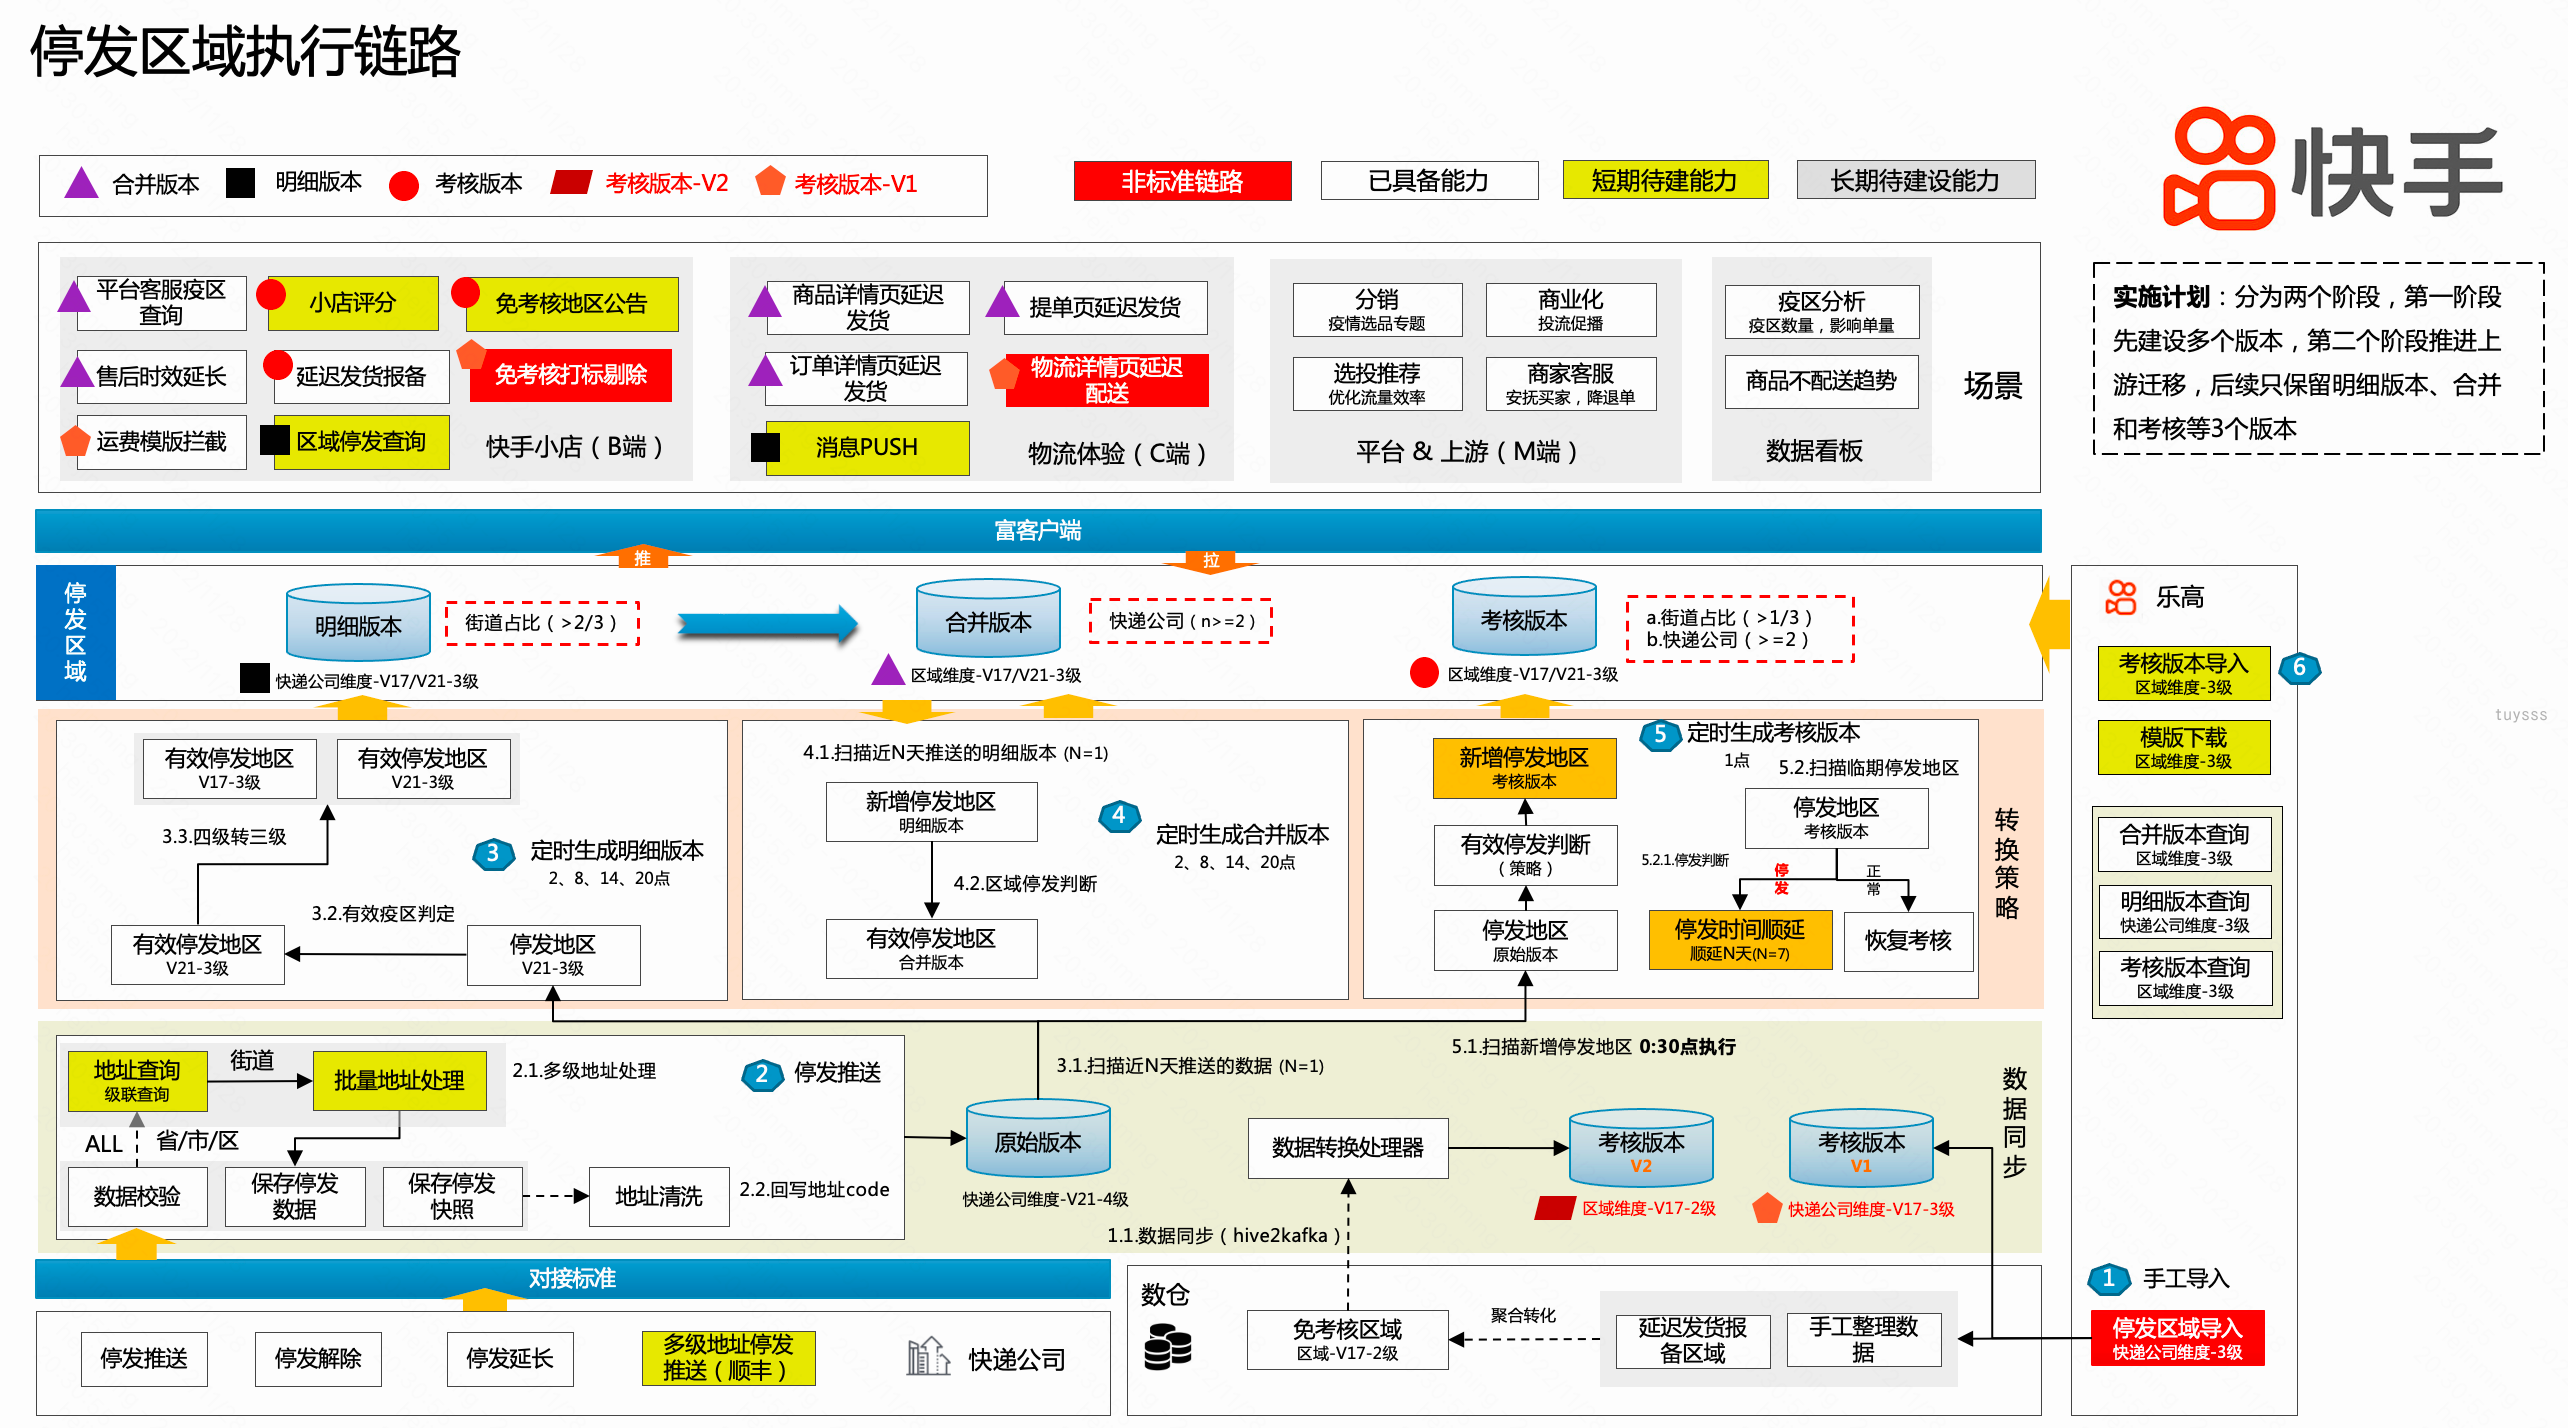 停发区域执行链路
合并版本
明细版本
考核版本
考核版本-V2
考核版本-V1
非标准链路
已具备能力
短期待建能力
长期待建设能力
快手
平台客服疫区
查询
小店评分
免考核地区公告
售后时效延长
延迟发货报备
免考核打标剔除
运费模版拦截
区域停发查询
快手小店（B端）
商品详情页延迟
发货
提单页延迟发货
订单详情页延迟
发货
物流详情页延迟
配送
消息PUSH
物流体验（C端）
分销
疫情选品专题
商业化
投流促播
选投推荐
优化流量效率
商家客服
安抚买家，降退单
平台 & 上游（M端）
疫区分析
疫区数量，影响单量
商品不配送趋势
数据看板
场景
实施计划：分为两个阶段，第一阶段
先建设多个版本，第二个阶段推进上
游迁移，后续只保留明细版本、合并
和考核等3个版本
富客户端
推
拉
停
发
区
域
明细版本
街道占比（>2/3）
快递公司维度-V17/V21-3级
合并版本
快递公司（n>=2）
区域维度-V17/V21-3级
考核版本
a.街道占比（>1/3）
b.快递公司（>=2）
区域维度-V17/V21-3级
有效停发地区
V17-3级
有效停发地区
V21-3级
3.3.四级转三级
3
定时生成明细版本
2、8、14、20点
3.2.有效疫区判定
有效停发地区
V21-3级
停发地区
V21-3级
4.1.扫描近N天推送的明细版本 (N=1)
新增停发地区
明细版本
4
定时生成合并版本
2、8、14、20点
4.2.区域停发判断
有效停发地区
合并版本
新增停发地区
考核版本
5
定时生成考核版本
1点
5.2.扫描临期停发地区
有效停发判断
（策略）
停发地区
考核版本
5.2.1.停发判断
停
发
正
常
停发地区
原始版本
停发时间顺延
顺延N天(N=7)
恢复考核
转
换
策
略
地址查询
级联查询
街道
批量地址处理
2.1.多级地址处理
2
停发推送
ALL
省/市/区
数据校验
保存停发
数据
保存停发
快照
地址清洗
2.2.回写地址code
3.1.扫描近N天推送的数据 (N=1)
原始版本
快递公司维度-V21-4级
5.1.扫描新增停发地区 0:30点执行
数据转换处理器
考核版本
V2
区域维度-V17-2级
考核版本
V1
快递公司维度-V17-3级
1.1.数据同步（hive2kafka）
数
据
同
步
对接标准
停发推送
停发解除
停发延长
多级地址停发
推送（顺丰）
快递公司
数仓
免考核区域
区域-V17-2级
聚合转化
延迟发货报
备区域
手工整理数
据
乐高
考核版本导入
区域维度-3级
6
模版下载
区域维度-3级
合并版本查询
区域维度-3级
明细版本查询
快递公司维度-3级
考核版本查询
区域维度-3级
1
手工导入
停发区域导入
快递公司维度-3级
tuysss